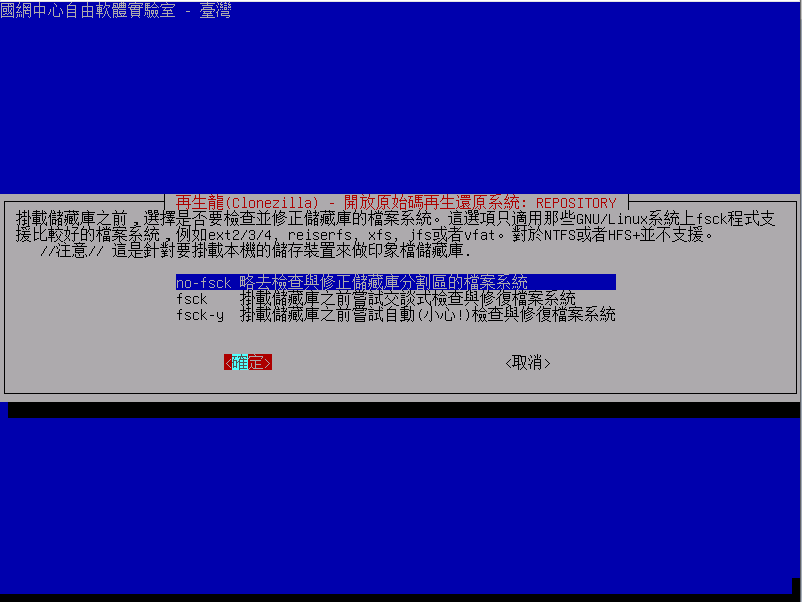 國網中心自由軟體實驗室 - 臺灣
再生龍(Clonezilla) - 開放原始碼再生還原系統: REPOSITORY
掛載儲藏庫之前,選擇是否要檢查並修正儲藏庫的檔案系統。這選項只適用那些GNU/Linux系統上fsck程式支
援比較好的檔案系統,例如ext2/3/4, reiserfs, xfs, jfs或者vfat。對於NTFS或者HFS+並不支援。
//注意// 這是針對要掛載本機的儲存裝置來做印象檔儲藏庫.
no-fsck 略去檢查與修正儲藏庫分割區的檔案系統
fsck 掛載儲藏庫之前嘗試交談式檢查與修復檔案系統
fsck-y 掛載儲藏庫之前嘗試自動(小心!)檢查與修復檔案系統
<確定> <取消>